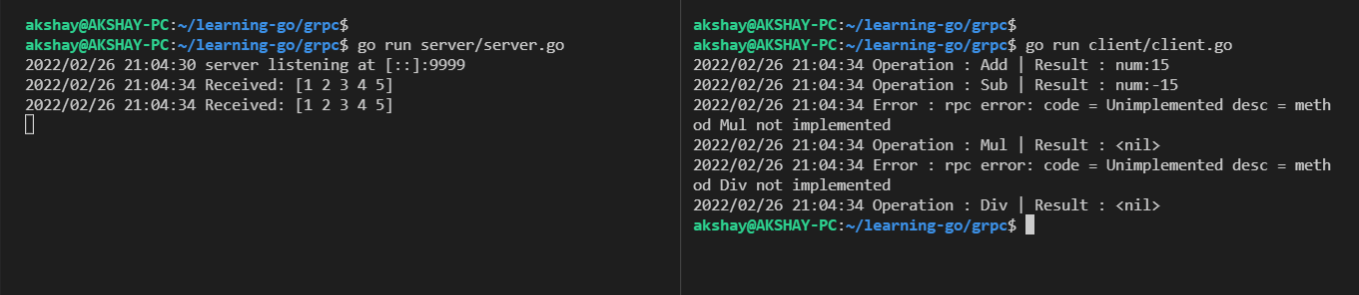 akshay@AKSHAY-PC:~/learning-go/grpc$
akshay@AKSHAY-PC:~/learning-go/grpc$ go run server/server.go
2022/02/26 21:04:30 server listening at [::]:9999
2022/02/26 21:04:34 Received: [1 2 3 4 5]
2022/02/26 21:04:34 Received: [1 2 3 4 5]
akshay@AKSHAY-PC:~/learning-go/grpc$
akshay@AKSHAY-PC:~/learning-go/grpc$ go run client/client.go
2022/02/26 21:04:34 Operation : Add | Result : num:15
2022/02/26 21:04:34 Operation : Sub | Result : num:-15
2022/02/26 21:04:34 Error : rpc error: code = Unimplemented desc = meth
od Mul not implemented
2022/02/26 21:04:34 Operation : Mul | Result : <nil>
2022/02/26 21:04:34 Error : rpc error: code = Unimplemented desc = meth
od Div not implemented
2022/02/26 21:04:34 Operation : Div | Result : <nil>
akshay@AKSHAY-PC:~/learning-go/grpc$